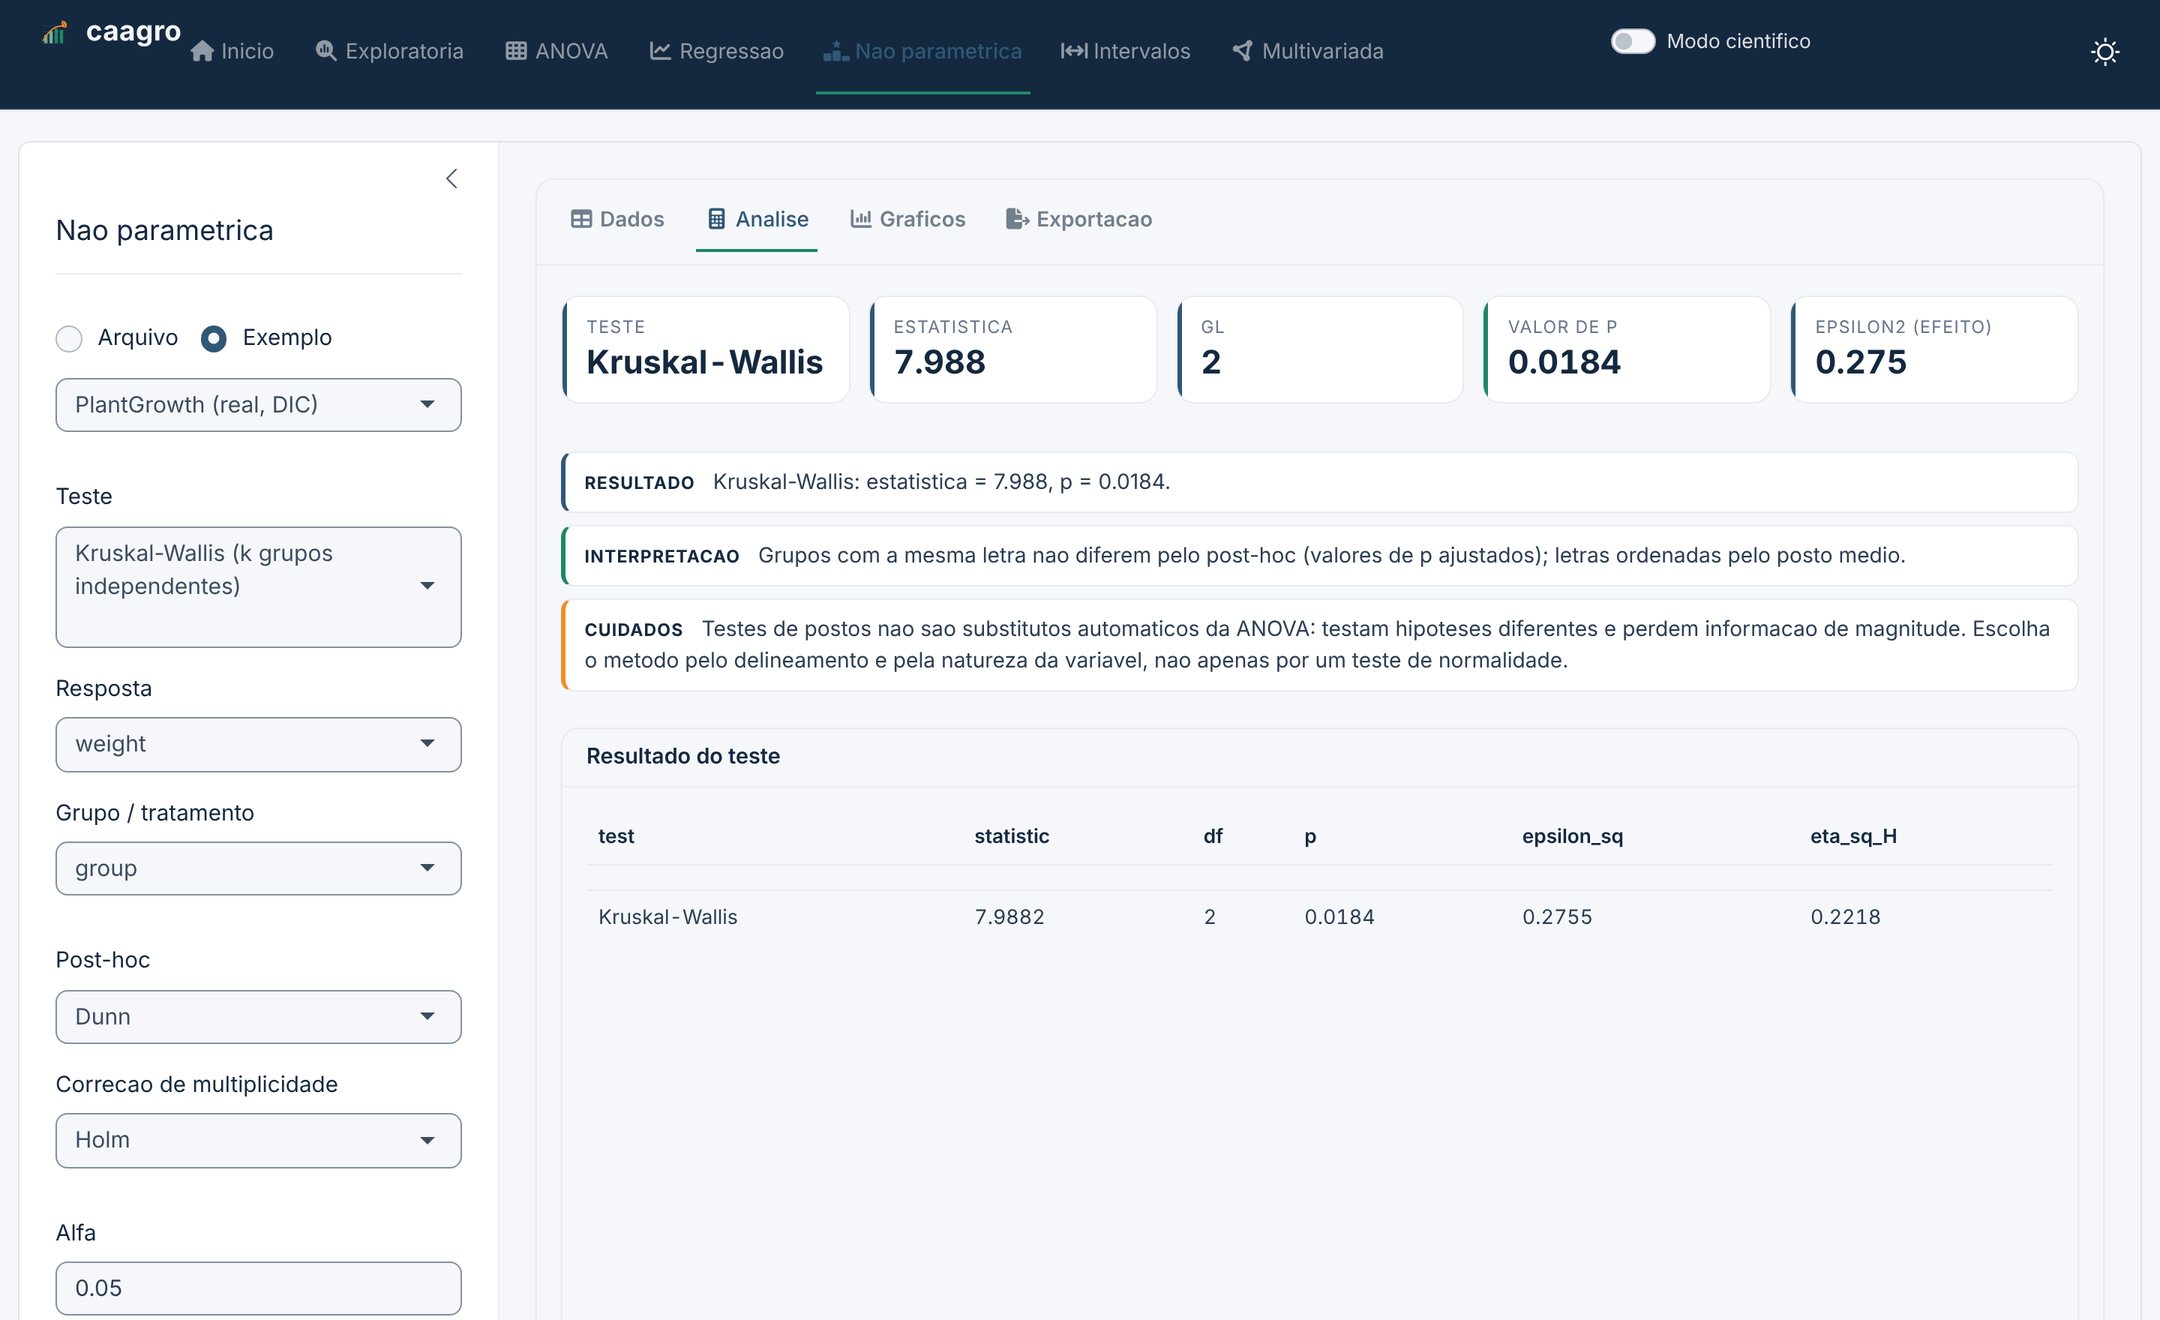 caagro
Inicio
Exploratoria
ANOVA
Regressao
Nao parametrica
Intervalos
Multivariada
Modo cientifico
Nao parametrica
Arquivo
Exemplo
PlantGrowth (real, DIC)
Teste
Kruskal-Wallis (k grupos
independentes)
Resposta
weight
Grupo / tratamento
group
Post-hoc
Dunn
Correcao de multiplicidade
Holm
Alfa
0.05
Dados
Analise
Graficos
Exportacao
TESTE
Kruskal-Wallis
ESTATISTICA
7.988
GL
2
VALOR DE P
0.0184
EPSILON2 (EFEITO)
0.275
RESULTADO Kruskal-Wallis: estatistica = 7.988, p = 0.0184.
INTERPRETACAO Grupos com a mesma letra nao diferem pelo post-hoc (valores de p ajustados); letras ordenadas pelo posto medio.
CUIDADOS Testes de postos nao sao substitutos automaticos da ANOVA: testam hipoteses diferentes e perdem informacao de magnitude. Escolha
o metodo pelo delineamento e pela natureza da variavel, nao apenas por um teste de normalidade.
Resultado do teste
test statistic df p epsilon_sq eta_sq_H
Kruskal-Wallis 7.9882 2 0.0184 0.2755 0.2218